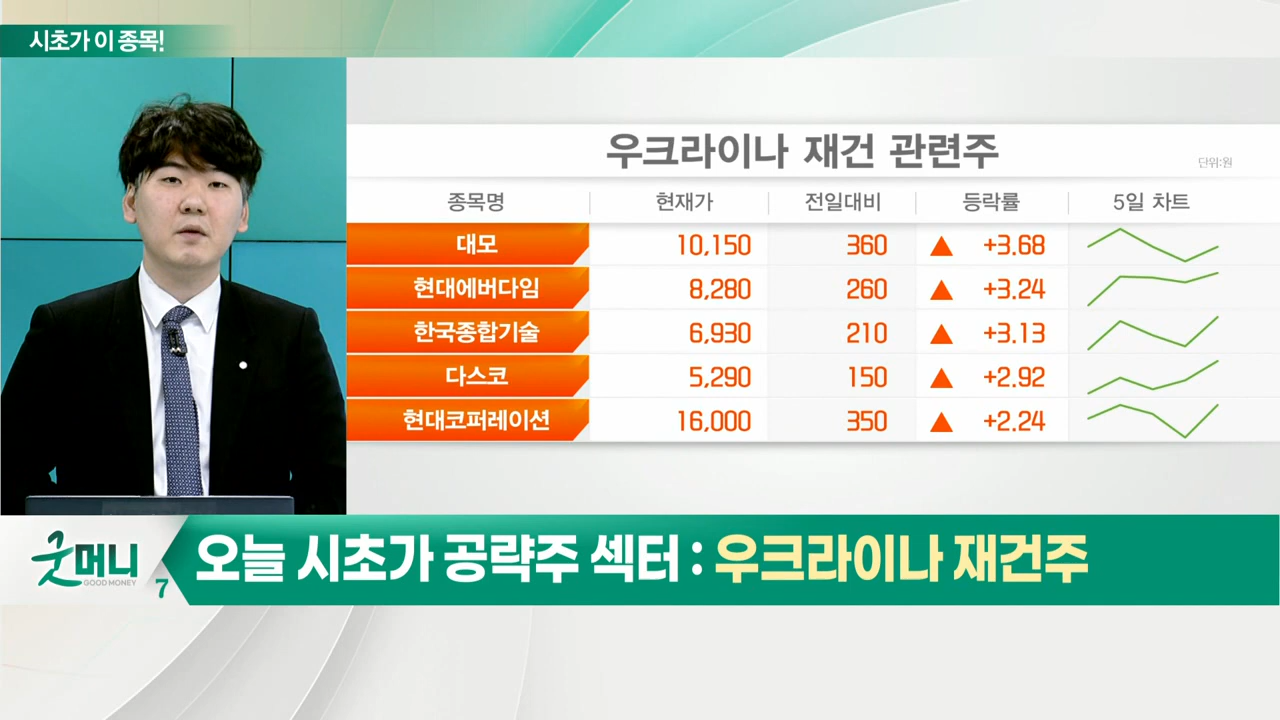 시초가 이 종목!
우크라이나 재건 관련주
단위:원
종목명 현재가 전일대비 등락률 5일 차트
대모 10,150 360 ▲ +3.68
현대에버다임 8,280 260 ▲ +3.24
한국종합기술 6,930 210 ▲ +3.13
다스코 5,290 150 ▲ +2.92
현대코퍼레이션 16,000 350 ▲ +2.24
굿머니
GOOD MONEY
7
오늘 시초가 공략주 섹터 : 우크라이나 재건주